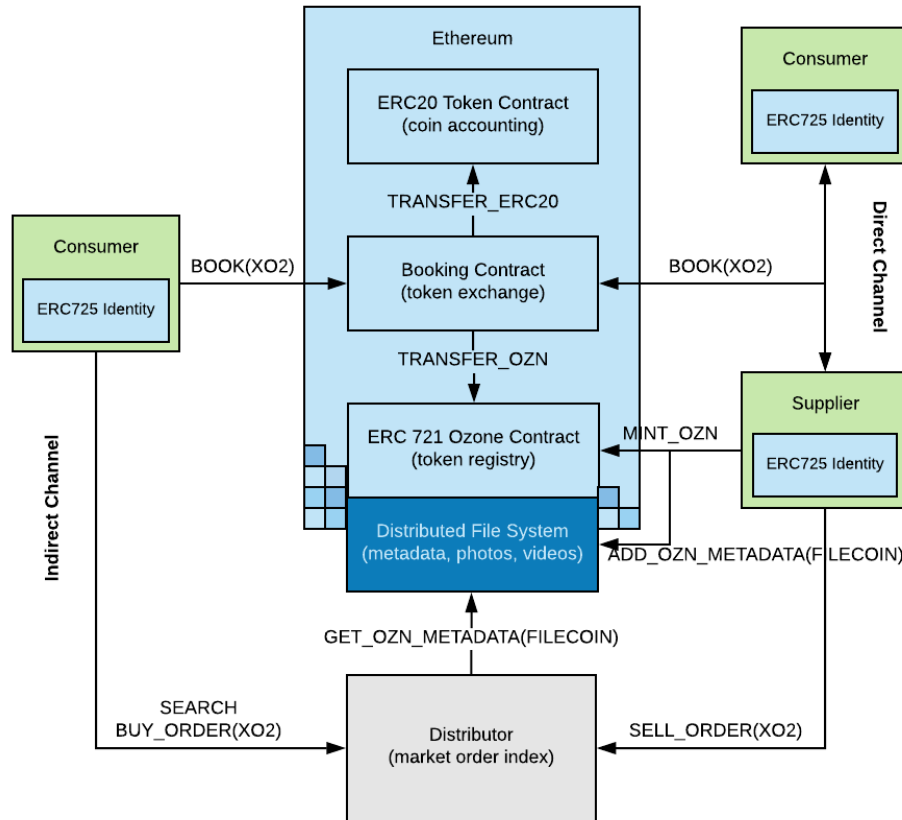 Ethereum
ERC20 Token Contract
(coin accounting)
Consumer
ERC725 Identity
TRANSFER_ERC20
Direct Channel
Consumer
ERC725 Identity
BOOK(XO2)
Booking Contract
(token exchange)
BOOK(XO2)
TRANSFER_OZN
Indirect Channel
ERC 721 Ozone Contract
(token registry)
MINT_OZN
Supplier
ERC725 Identity
Distributed File System
(metadata, photos, videos)
ADD_OZN_METADATA(FILECOIN)
GET_OZN_METADATA(FILECOIN)
SEARCH
BUY_ORDER(XO2)
Distributor
(market order index)
SELL_ORDER(XO2)